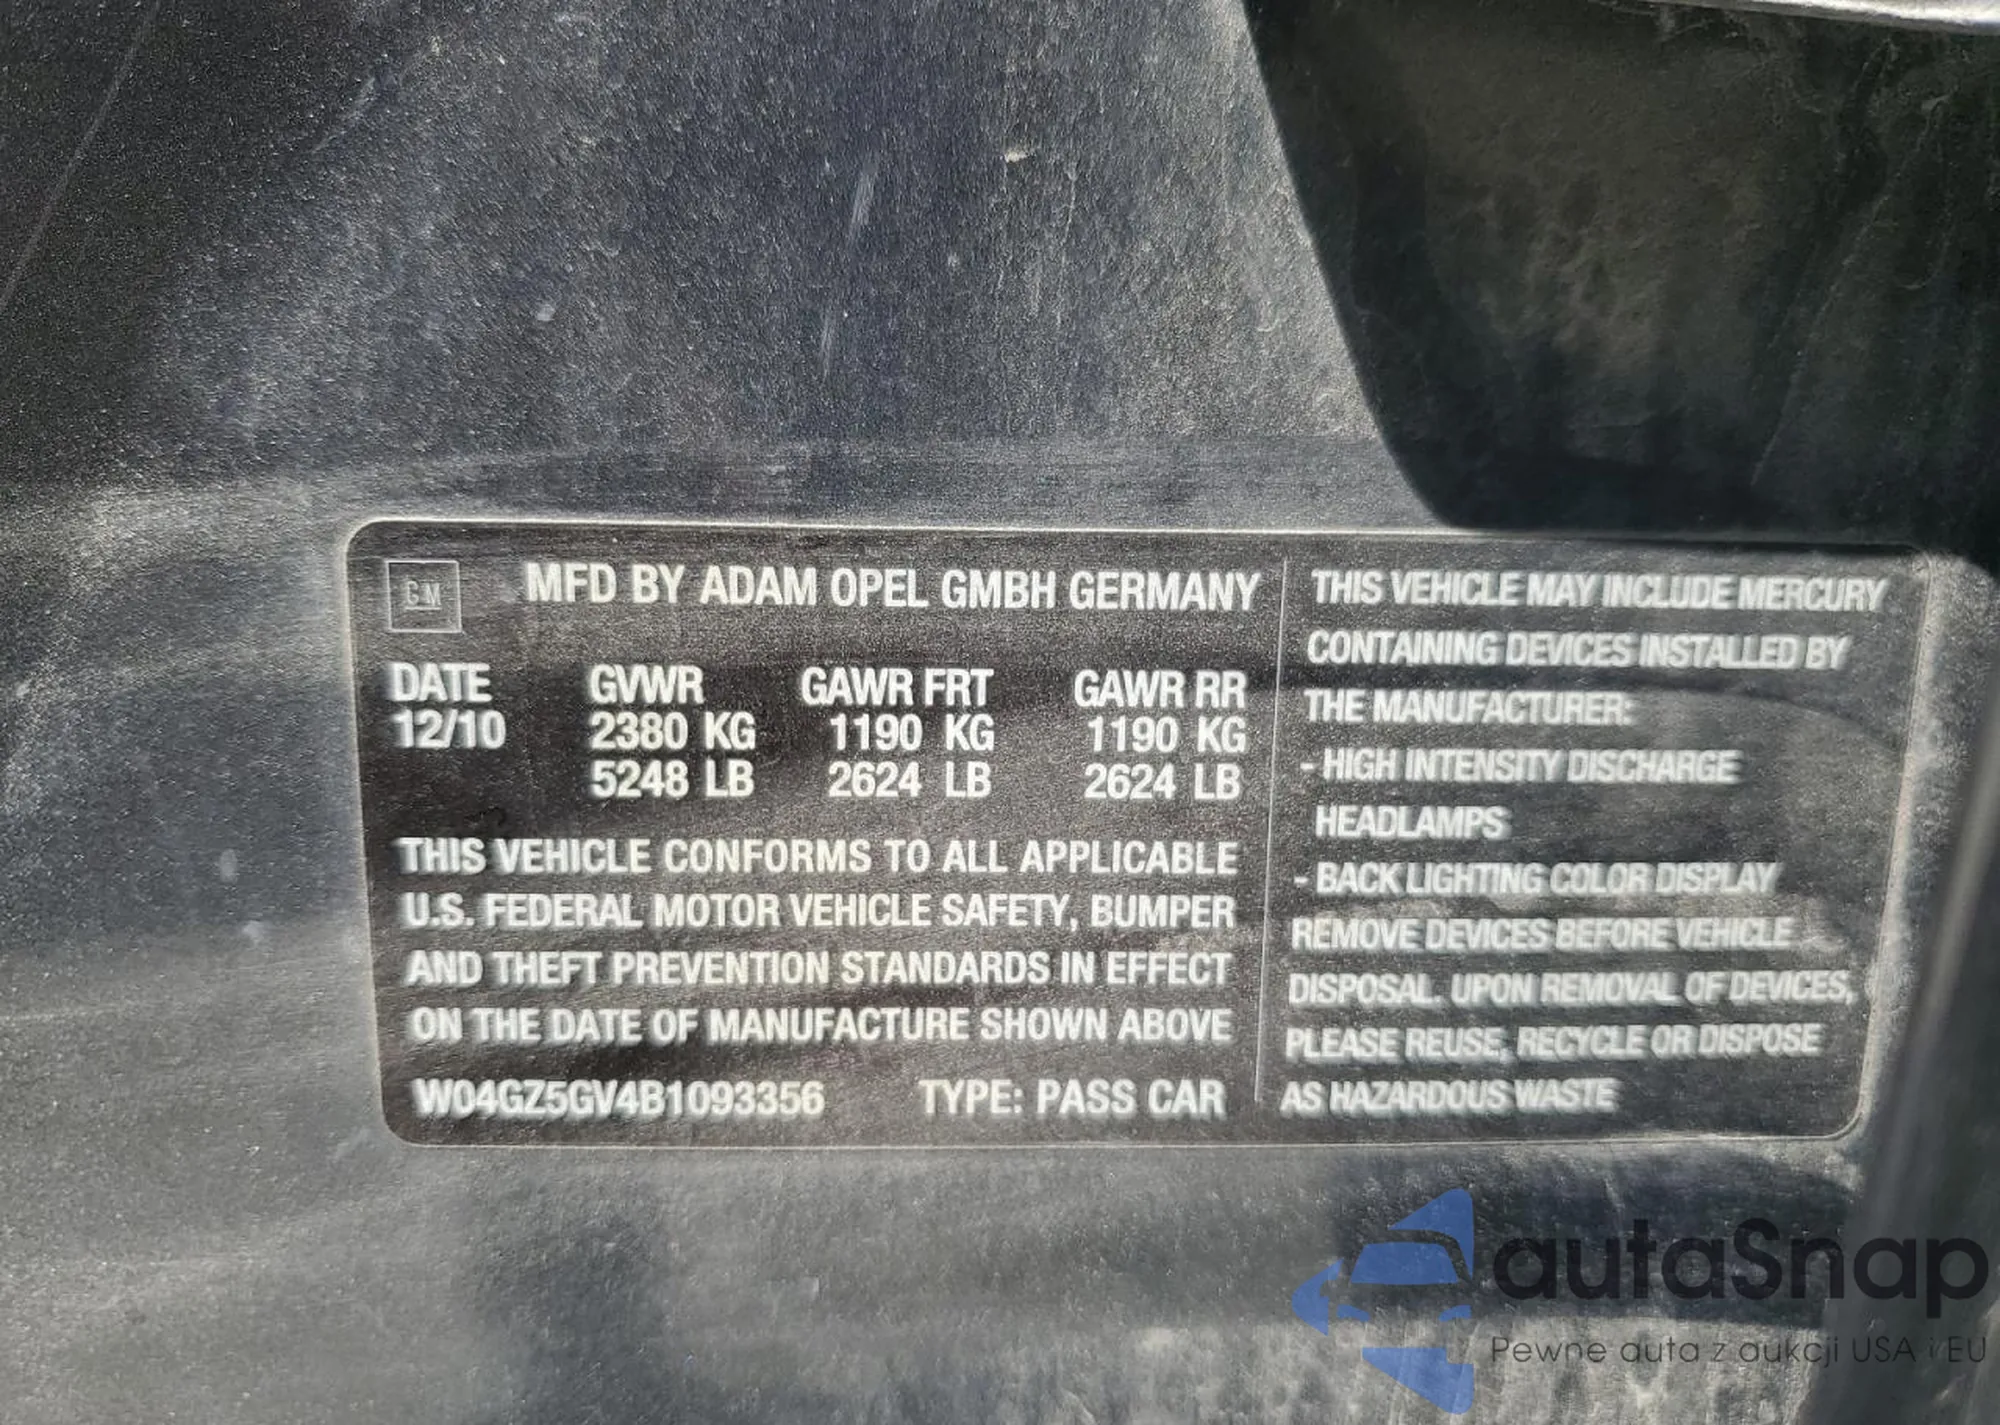 GM
MFD BY ADAM OPEL GMBH GERMANY
DATE GVWR GAWR FRT GAWR RR
12/10 2380 KG 1190 KG 1190 KG
5248 LB 2624 LB 2624 LB
THIS VEHICLE CONFORMS TO ALL APPLICABLE
U.S. FEDERAL MOTOR VEHICLE SAFETY, BUMPER
AND THEFT PREVENTION STANDARDS IN EFFECT
ON THE DATE OF MANUFACTURE SHOWN ABOVE
W04GZ5GV4B1093356 TYPE: PASS CAR
THIS VEHICLE MAY INCLUDE MERCURY
CONTAINING DEVICES INSTALLED BY
THE MANUFACTURER:
- HIGH INTENSITY DISCHARGE
HEADLAMPS
- BACK LIGHTING COLOR DISPLAY
REMOVE DEVICES BEFORE VEHICLE
DISPOSAL. UPON REMOVAL OF DEVICES,
PLEASE REUSE, RECYCLE OR DISPOSE
AS HAZARDOUS WASTE
autaSnap
Pewne auta z aukcji USA i EU